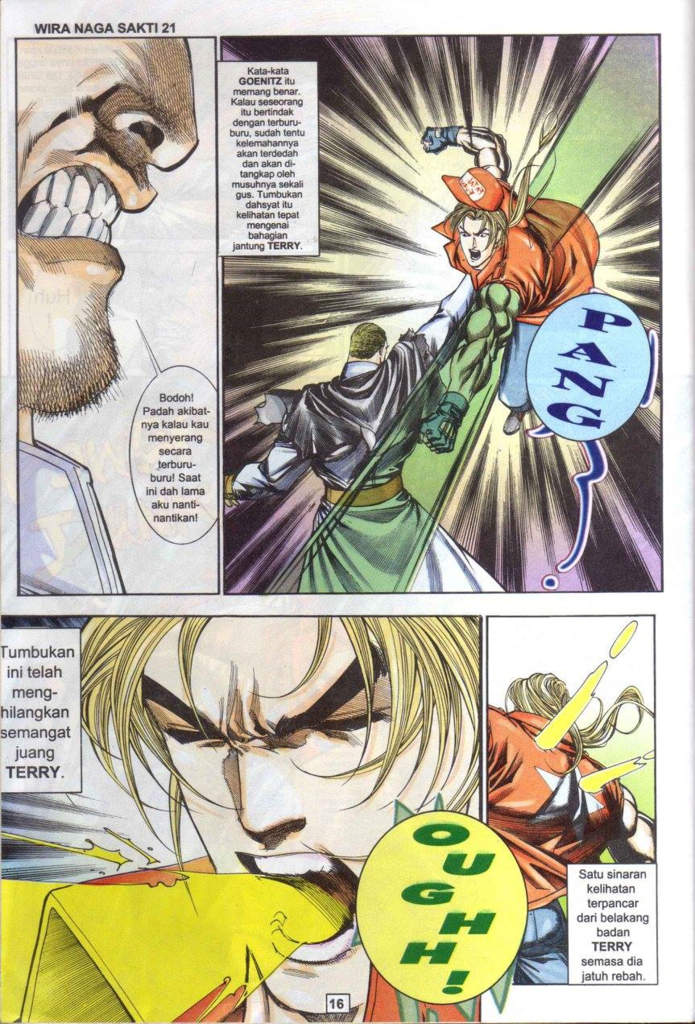 WIRA NAGA SAKTI 21
Kata-kata
GOENITZ itu
memang benar.
Kalau seseorang
itu bertindak
dengan terburu-
buru, sudah tentu
kelemahannya
akan terdedah
dan akan di-
tangkap oleh
musuhnya sekali
gus. Tumbukan
dahsyat itu
kelihatan tepat
mengenai
bahagian
jantung TERRY.
Bodoh!
Padah akibat-
nya kalau kau
menyerang
secara
terburu-
buru! Saat
ini dah lama
aku nanti-
nantikan!
PANG
Tumbukan
ini telah
meng-
hilangkan
semangat
juang
TERRY.
OUGHHH!
Satu sinaran
kelihatan
terpancar
dari belakang
badan
TERRY
semasa dia
jatuh rebah.
16